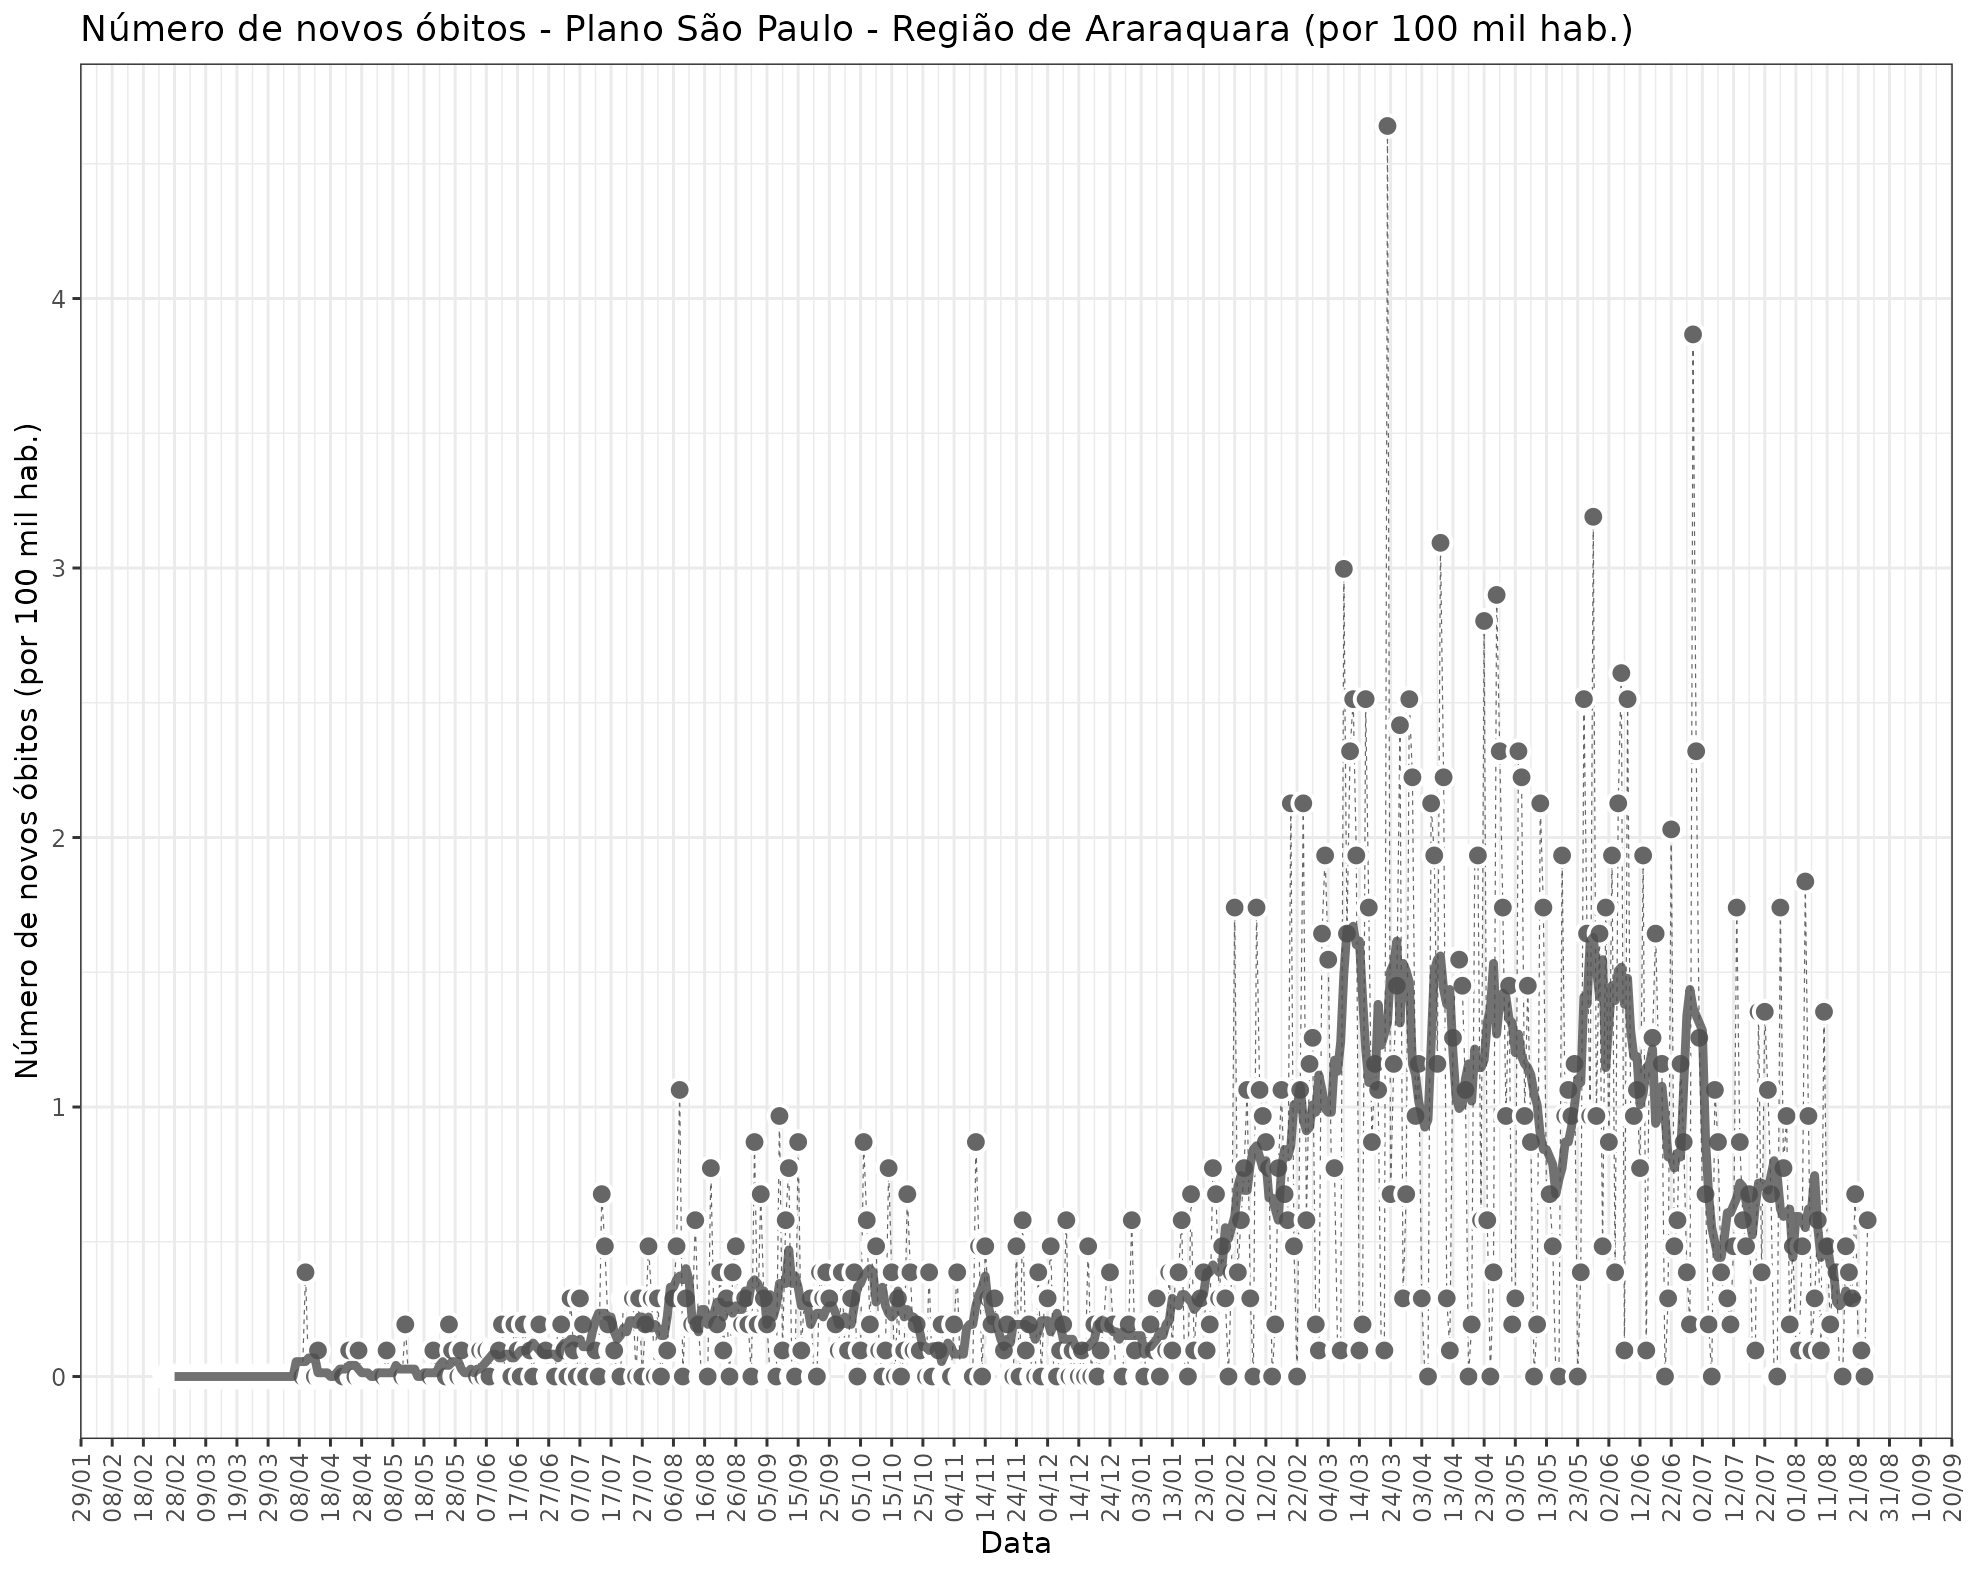 Número de novos óbitos - Plano São Paulo - Região de Araraquara (por 100 mil hab.)
Número de novos óbitos (por 100 mil hab.)
4
3
2
1
0
29/01 08/02 18/02 28/02 09/03 19/03 29/03 08/04 18/04 28/04 08/05 18/05 28/05 07/06 17/06 27/06 07/07 17/07 27/07 06/08 16/08 26/08 05/09 15/09 25/09 05/10 15/10 25/10 04/11 14/11 24/11 04/12 14/12 24/12 03/01 13/01 23/01 02/02 12/02 22/02 04/03 14/03 24/03 03/04 13/04 23/04 03/05 13/05 23/05 02/06 12/06 22/06 02/07 12/07 22/07 01/08 11/08 21/08 31/08 10/09 20/09
Data